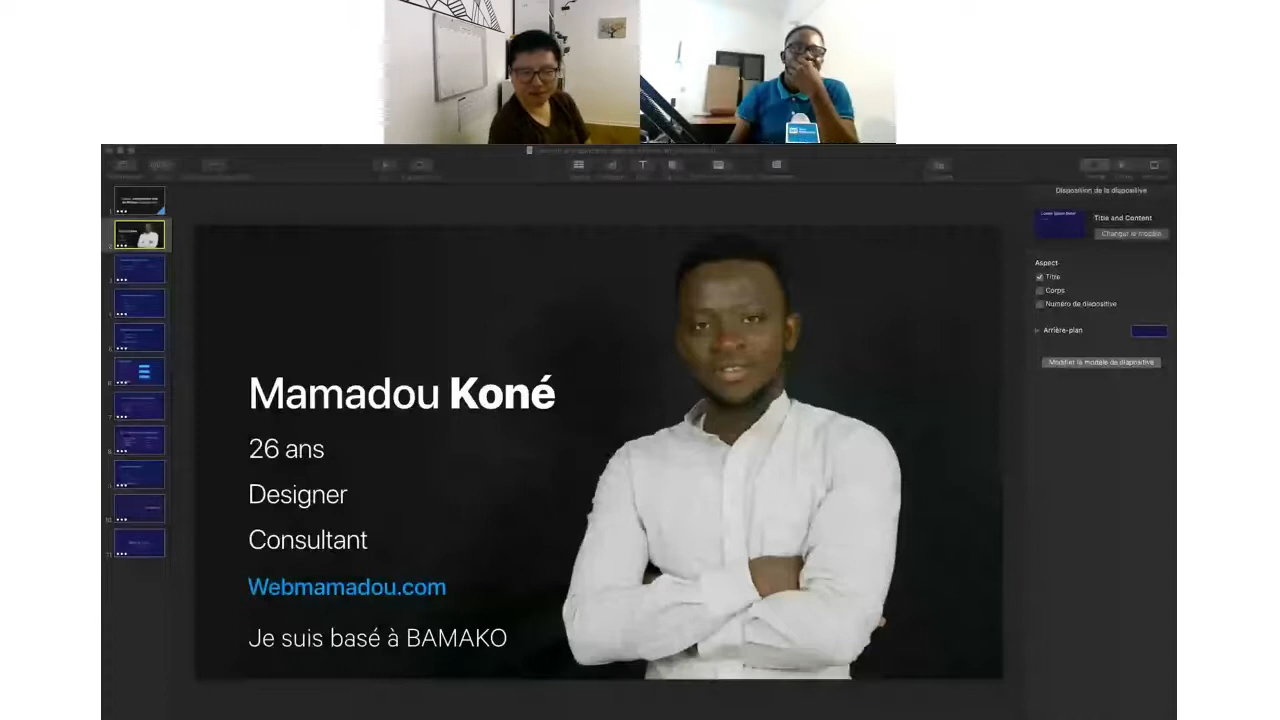 Disposition de la diapositive
Title and Content
Changer le modèle
Aspect
Titre
Corps
Numéro de diapositive
Arrière-plan
Modifier le modèle de diapositive
Mamadou Koné
26 ans
Designer
Consultant
Webmamadou.com
Je suis basé à BAMAKO